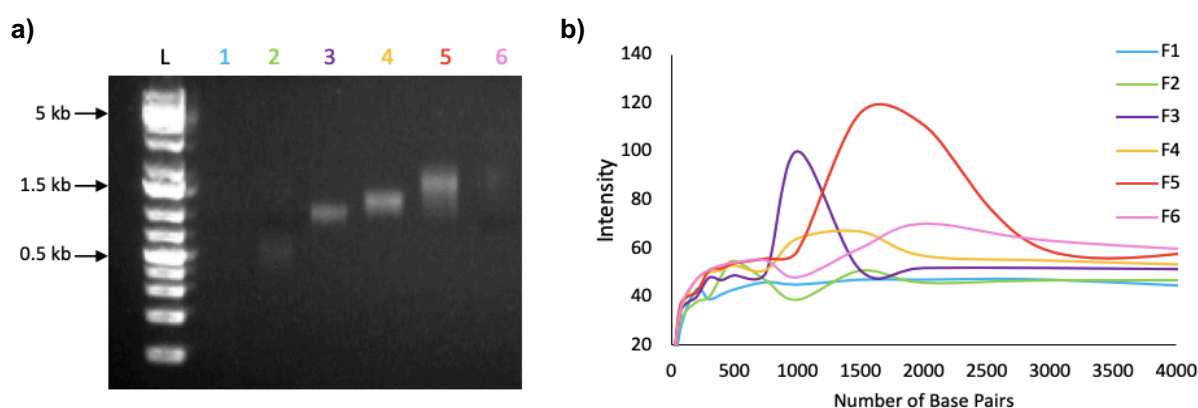 a)
L 1 2 3 4 5 6
5 kb
1.5 kb
0.5 kb
b)
140
120
100
80
60
40
20
Intensity
0 500 1000 1500 2000 2500 3000 3500 4000
Number of Base Pairs
F1
F2
F3
F4
F5
F6